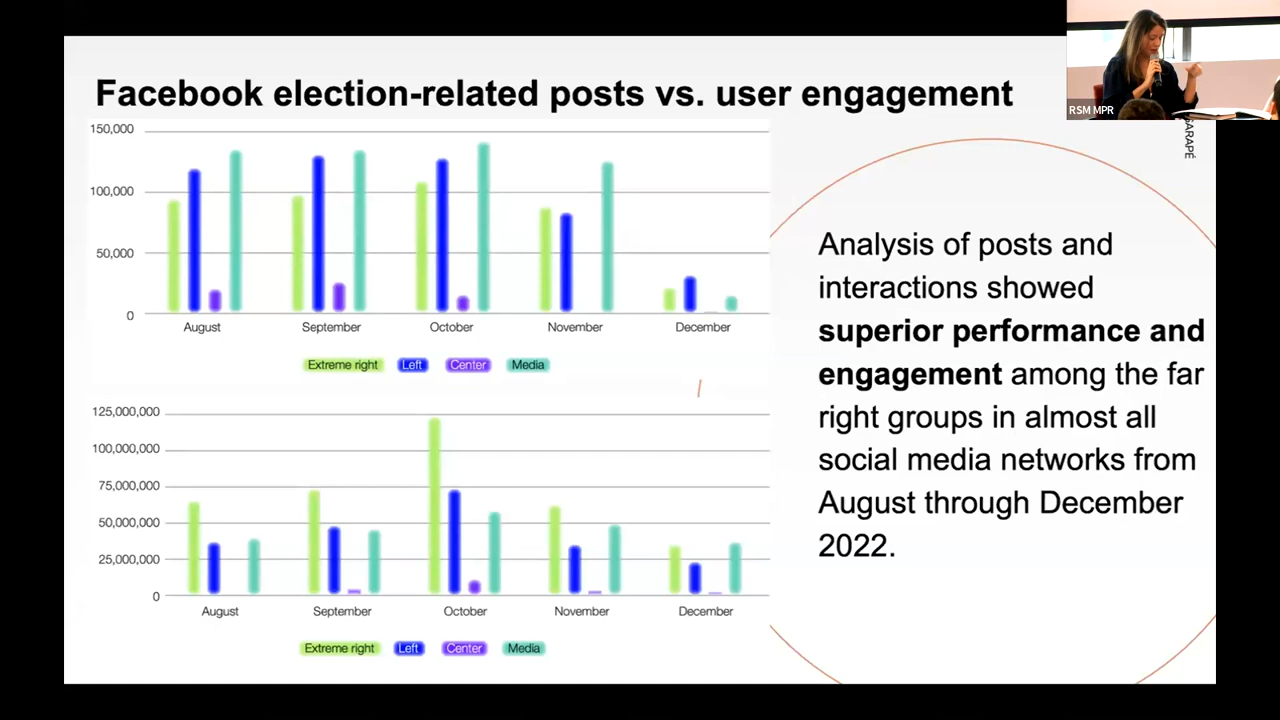 Facebook election-related posts vs. user engagement
RSM MPR
GARAPÉ
150,000
100,000
50,000
0
August September October November December
Extreme right Left Center Media
125,000,000
100,000,000
75,000,000
50,000,000
25,000,000
0
August September October November December
Extreme right Left Center Media
Analysis of posts and
interactions showed
superior performance and
engagement among the far
right groups in almost all
social media networks from
August through December
2022.